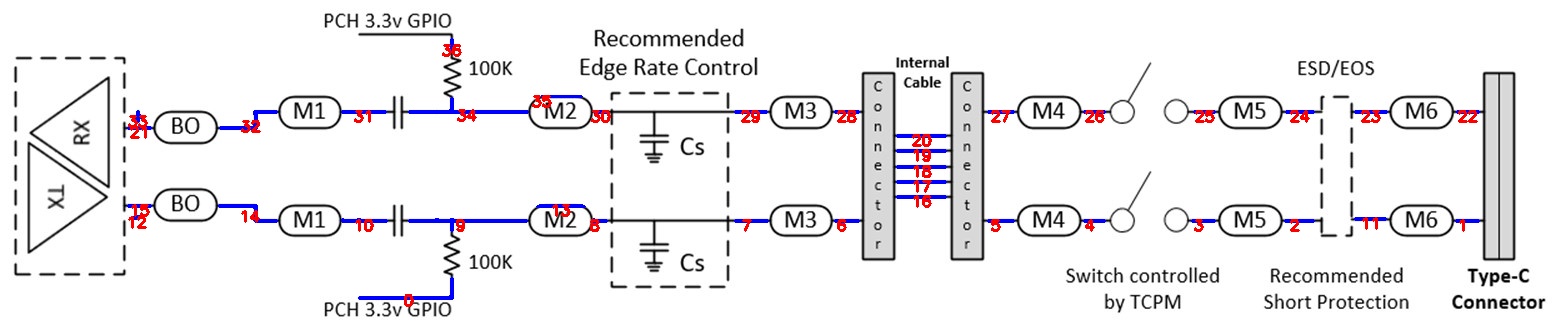 PCH 3.3v GPIO
36
100K
Recommended
Edge Rate Control
Internal
Cable
ESD/EOS
RX
33
21
BO
32
M1
31
34
35
M2
30
Cs
29
M3
28
Connector
20
19
18
17
16
Connector
27
M4
26
25
M5
24
23
M6
22
TX
15
12
BO
14
M1
10
9
13
M2
8
Cs
7
M3
6
5
M4
4
3
M5
2
11
M6
1
100K
0
PCH 3.3v GPIO
Switch controlled
by TCPM
Recommended
Short Protection
Type-C
Connector